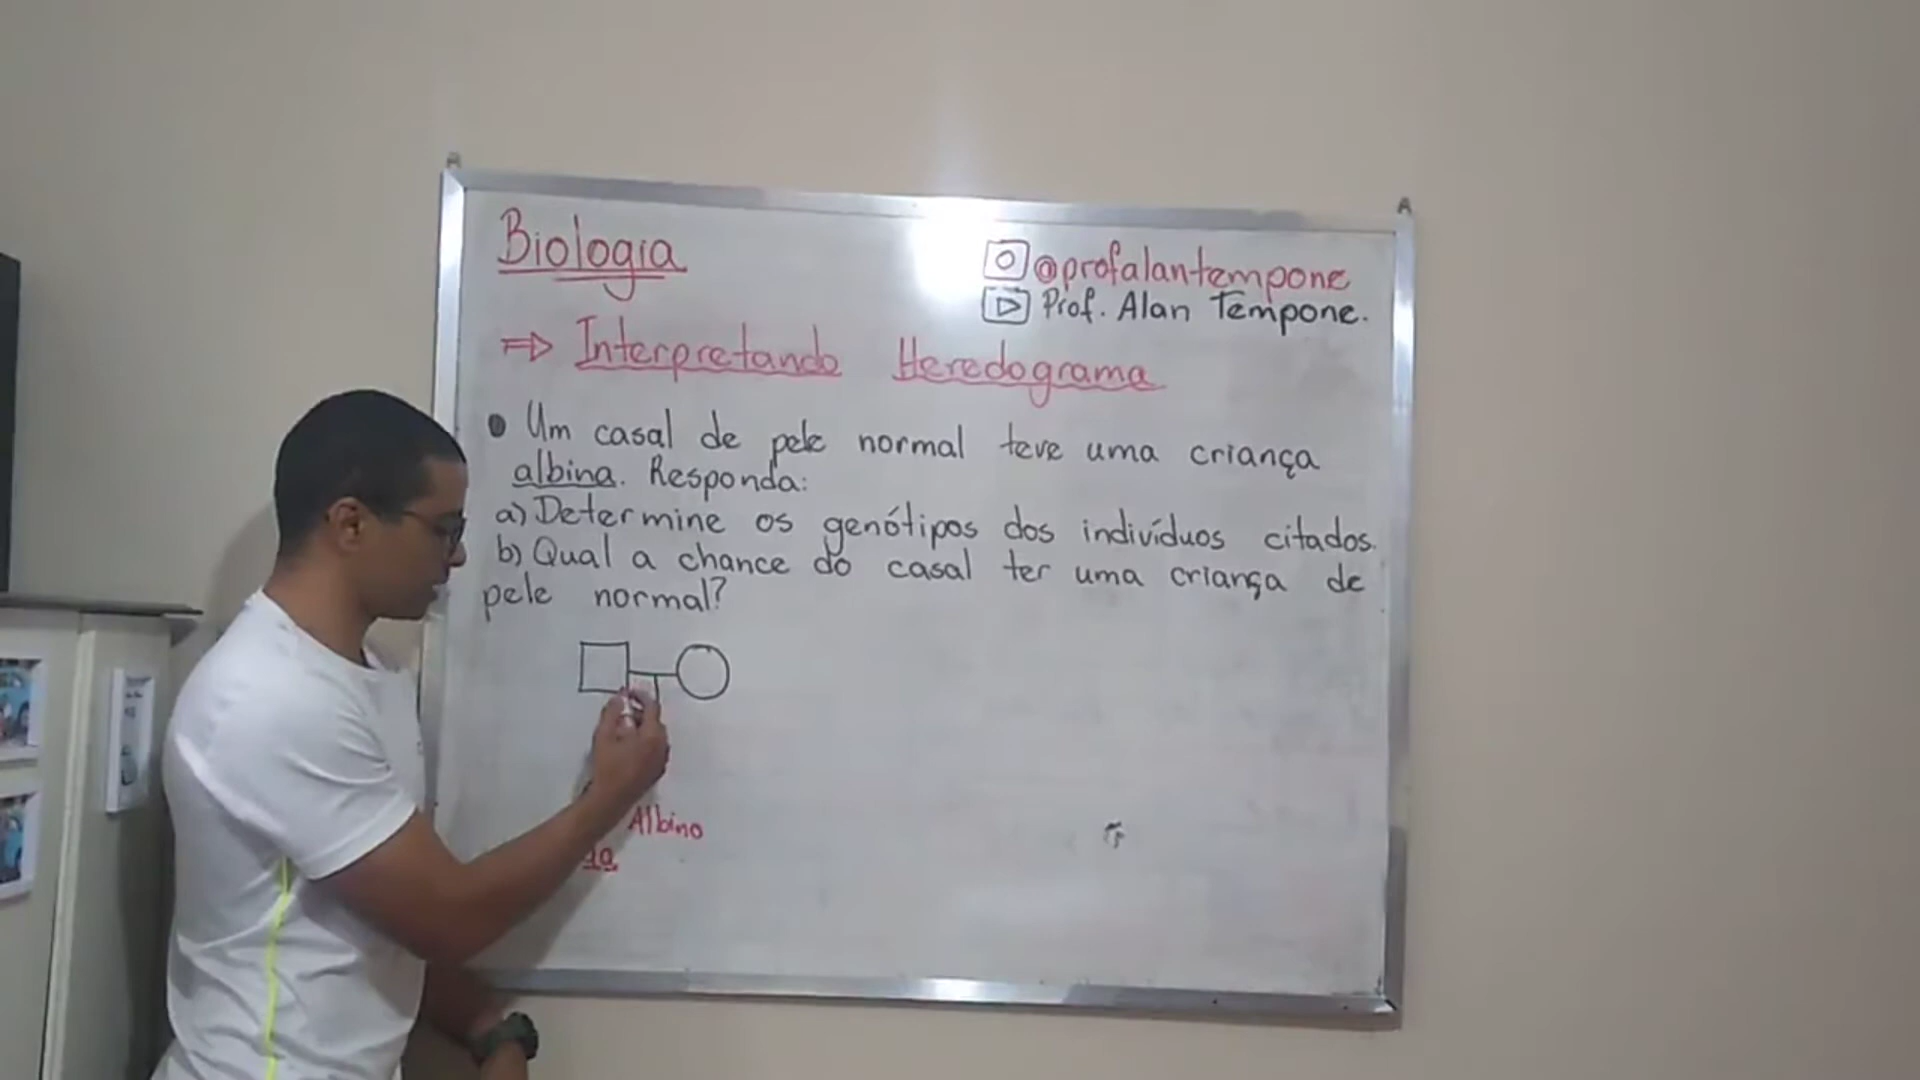 Biologia
@profalantempone
Prof. Alan Tempone.
⇒ Interpretando Heredograma
• Um casal de pele normal teve uma criança
albina. Responda:
a) Determine os genótipos dos indivíduos citados.
b) Qual a chance do casal ter uma criança de
pele normal?
Albino
aa